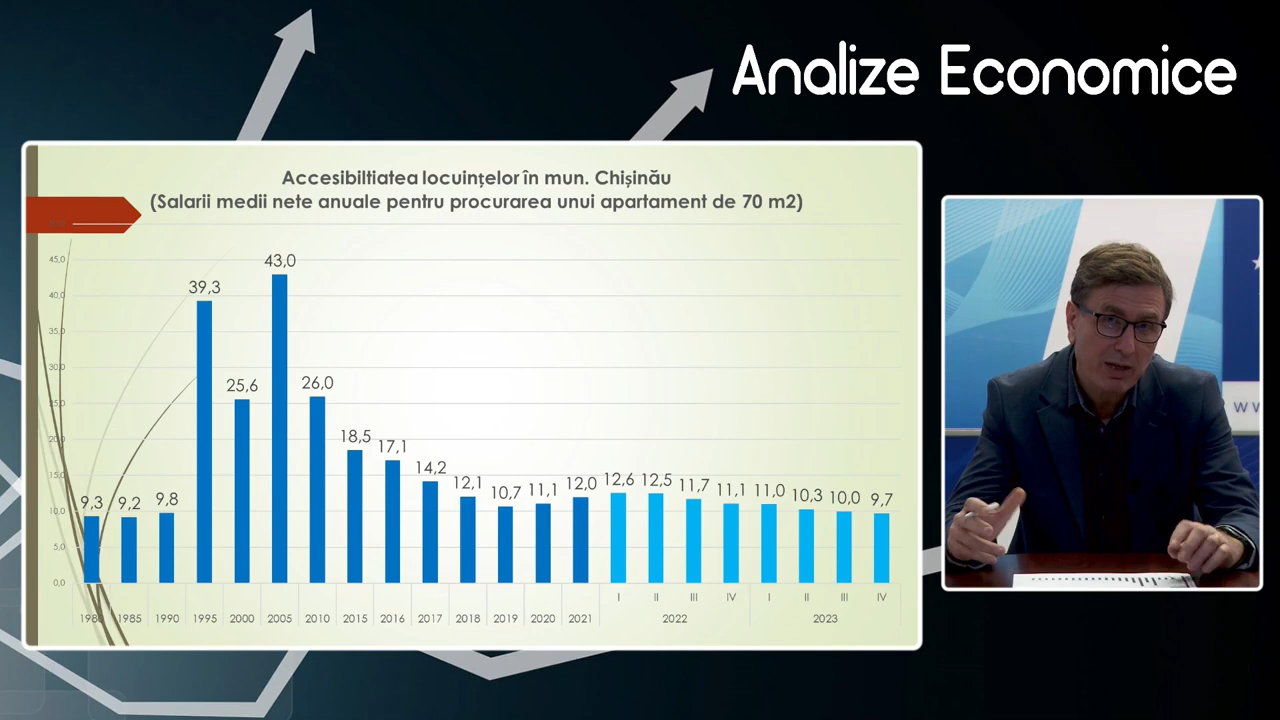 Analize Economice
Accesibiltiatea locuințelor în mun. Chișinău
(Salarii medii nete anuale pentru procurarea unui apartament de 70 m2)
45,0
40,0
35,0
30,0
25,0
20,0
15,0
10,0
5,0
0,0
9,3 9,2 9,8 39,3 25,6 43,0 26,0 18,5 17,1 14,2 12,1 10,7 11,1 12,0 12,6 12,5 11,7 11,1 11,0 10,3 10,0 9,7
I II III IV I II III IV
1980 1985 1990 1995 2000 2005 2010 2015 2016 2017 2018 2019 2020 2021 2022 2023